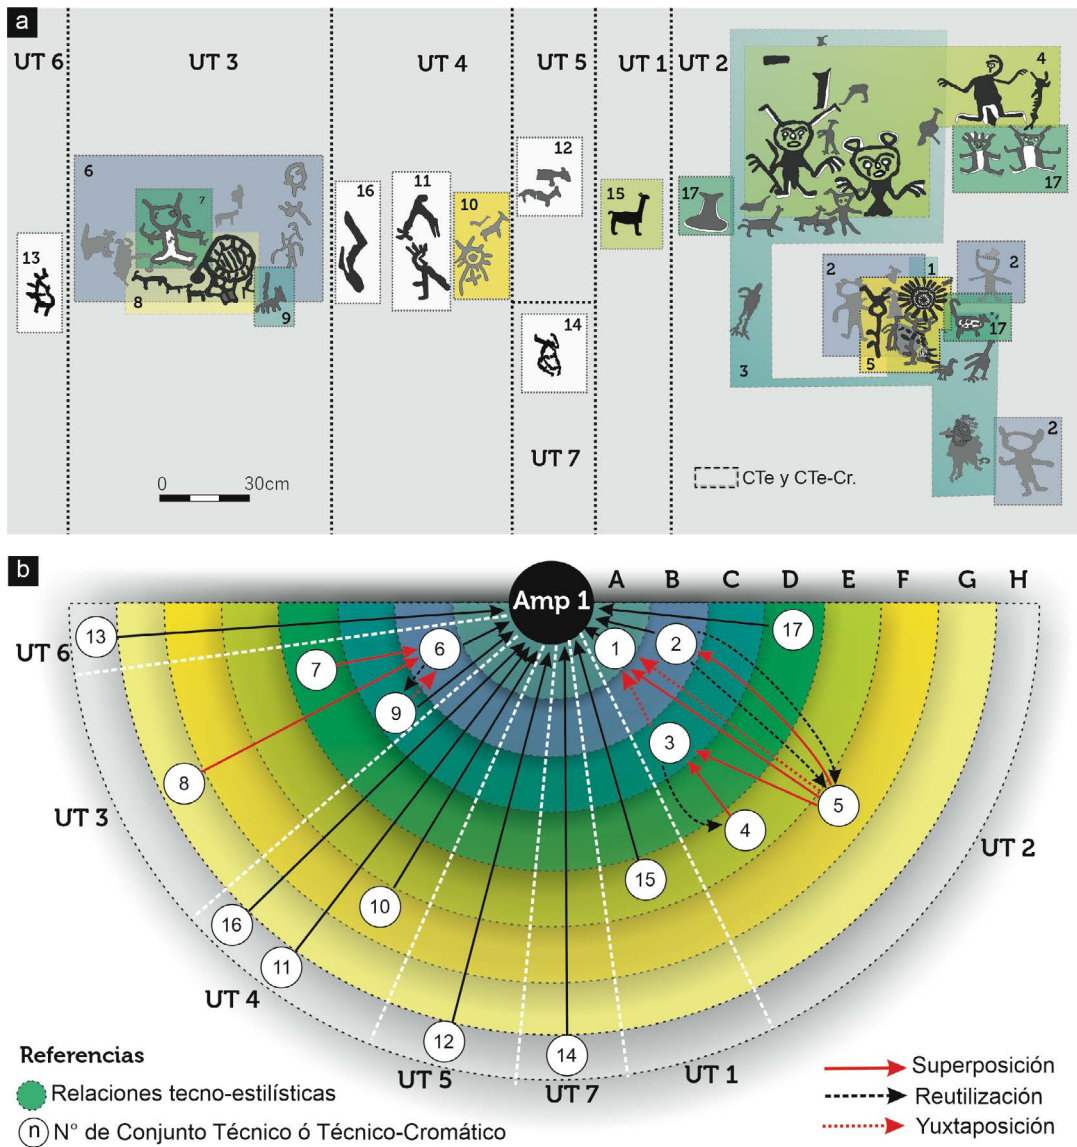 a
UT 6 UT 3 UT 4 UT 5 UT 1 UT 2
4
12
6 16 11 10 15 17 17
7
13
8 9
2 1 2
14 17
5
3
2
UT 7
CTe y CTe-Cr.
0 30cm
b
Amp 1 A B C D E F G H
13 6 1 2 17
UT 6 7
9 3
8 5
UT 3 4 UT 2
15
10
16
11
UT 4 12 14
UT 5 UT 7 UT 1
Referencias
Relaciones tecno-estilísticas
n N° de Conjunto Técnico ó Técnico-Cromático
Superposición
Reutilización
Yuxtaposición